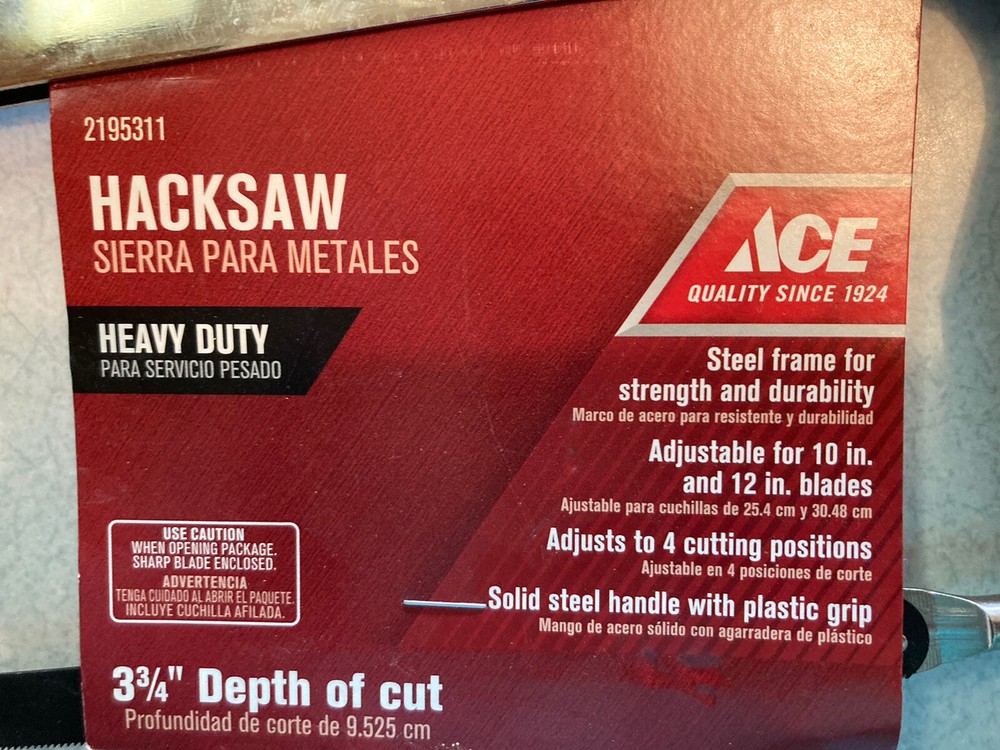 2195311
HACKSAW
SIERRA PARA METALES
HEAVY DUTY
PARA SERVICIO PESADO
ACE
QUALITY SINCE 1924
Steel frame for
strength and durability
Marco de acero para resistente y durabilidad
Adjustable for 10 in.
and 12 in. blades
Ajustable para cuchillas de 25.4 cm y 30.48 cm
Adjusts to 4 cutting positions
Ajustable en 4 posiciones de corte
Solid steel handle with plastic grip
Mango de acero sólido con agarradera de plástico
USE CAUTION
WHEN OPENING PACKAGE.
SHARP BLADE ENCLOSED.
ADVERTENCIA
TENGA CUIDADO AL ABRIR EL PAQUETE.
INCLUYE CUCHILLA AFILADA.
3¾" Depth of cut
Profundidad de corte de 9.525 cm